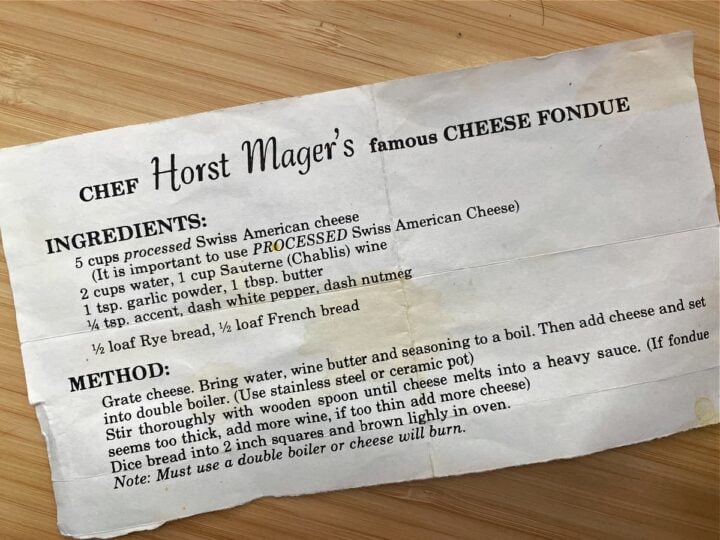 CHEF Horst Mager's famous CHEESE FONDUE
INGREDIENTS:
5 cups processed Swiss American cheese
(It is important to use PROCESSED Swiss American Cheese)
2 cups water, 1 cup Sauterne (Chablis) wine
1 tsp. garlic powder, 1 tbsp. butter
¼ tsp. accent, dash white pepper, dash nutmeg
½ loaf Rye bread, ½ loaf French bread
METHOD:
Grate cheese. Bring water, wine butter and seasoning to a boil. Then add cheese and set
into double boiler. (Use stainless steel or ceramic pot)
Stir thoroughly with wooden spoon until cheese melts into a heavy sauce. (If fondue
seems too thick, add more wine, if too thin add more cheese)
Dice bread into 2 inch squares and brown lighly in oven.
Note: Must use a double boiler or cheese will burn.